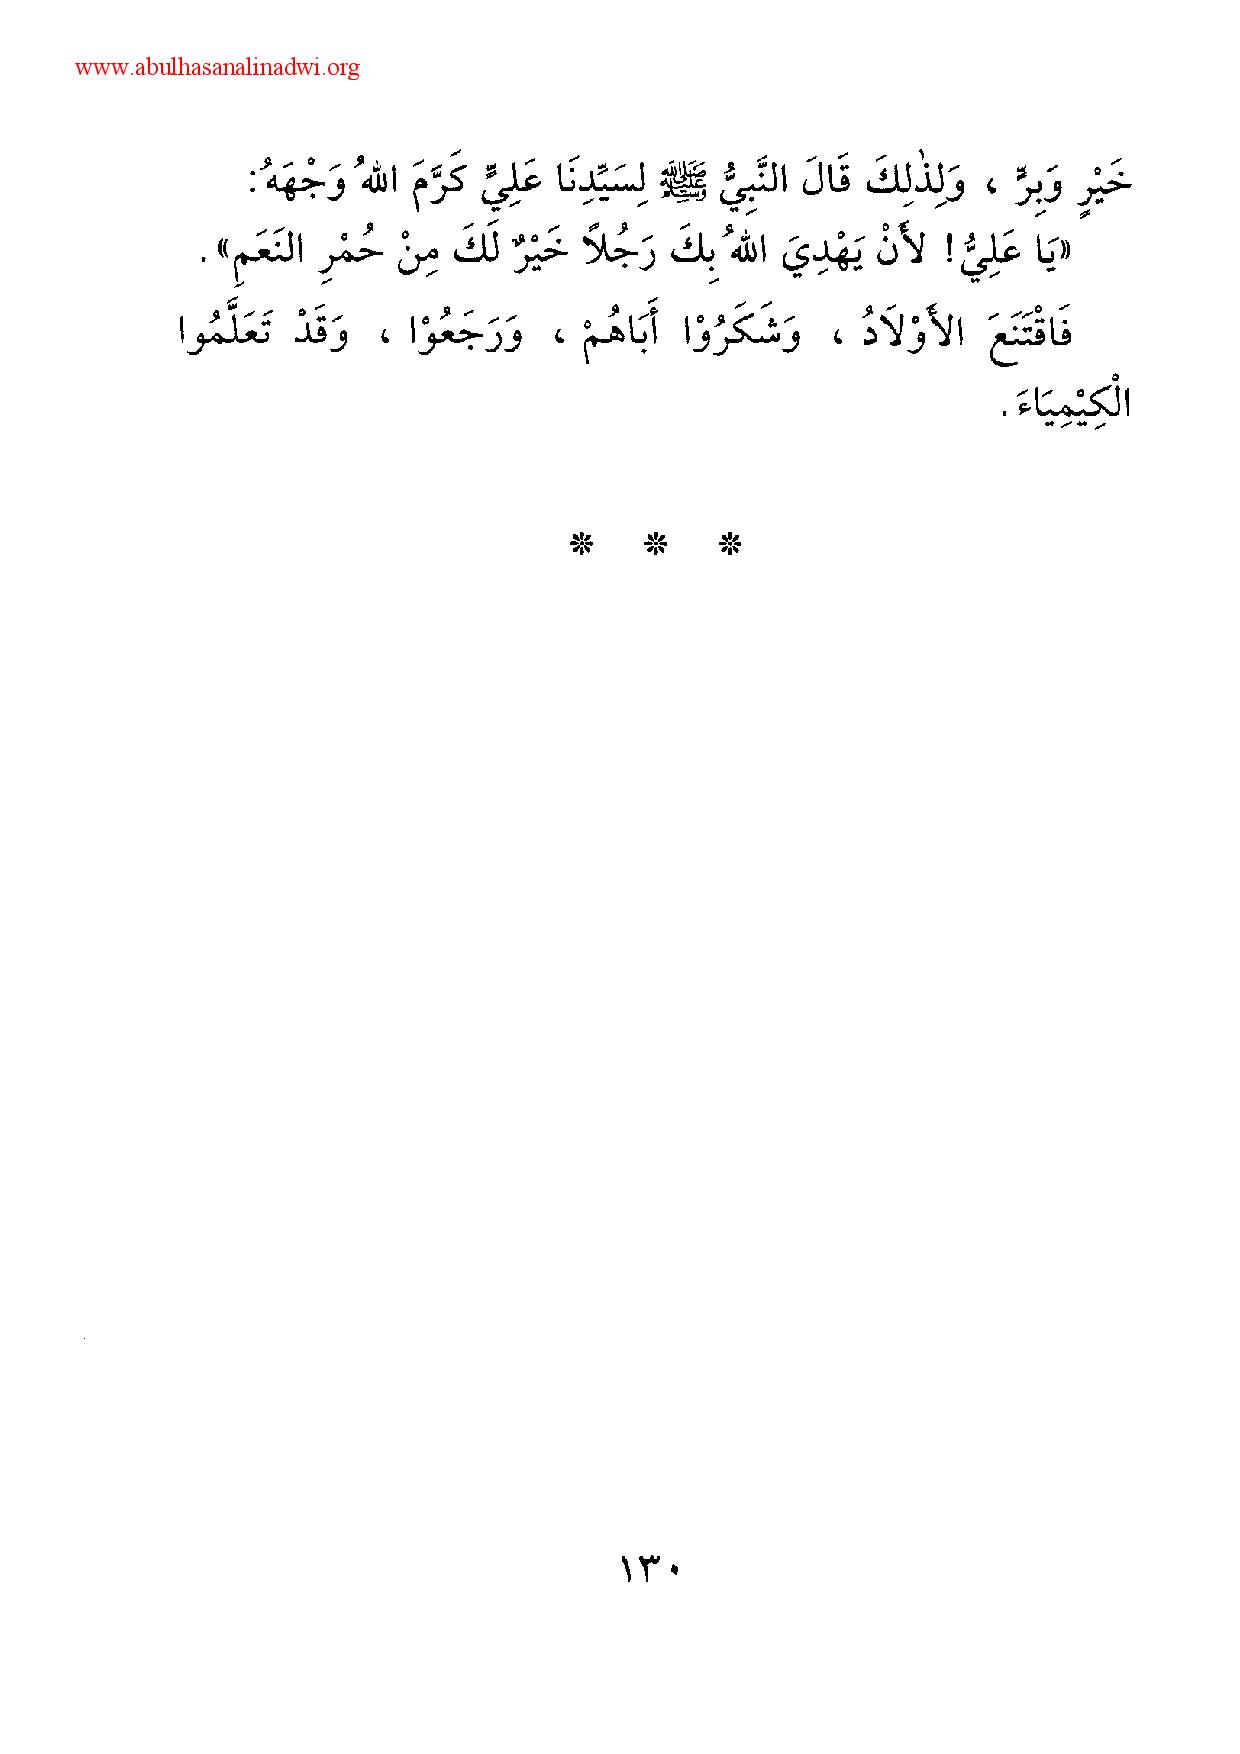 www.abulhasanalinadwi.org
خَيْرٍ وَبِرٍّ ، وَلِذٰلِكَ قَالَ النَّبِيُّ ﷺ لِسَيِّدِنَا عَلِيٍّ كَرَّمَ اللهُ وَجْهَهُ :
«يَا عَلِيُّ ! لأَنْ يَهْدِيَ اللهُ بِكَ رَجُلاً خَيْرٌ لَكَ مِنْ حُمْرِ النَعَمِ» .
فَاقْتَنَعَ الأَوْلاَدُ ، وَشَكَرُوْا أَبَاهُمْ ، وَرَجَعُوْا ، وَقَدْ تَعَلَّمُوا
الْكِيْمِيَاءَ .
* * *
١٣٠